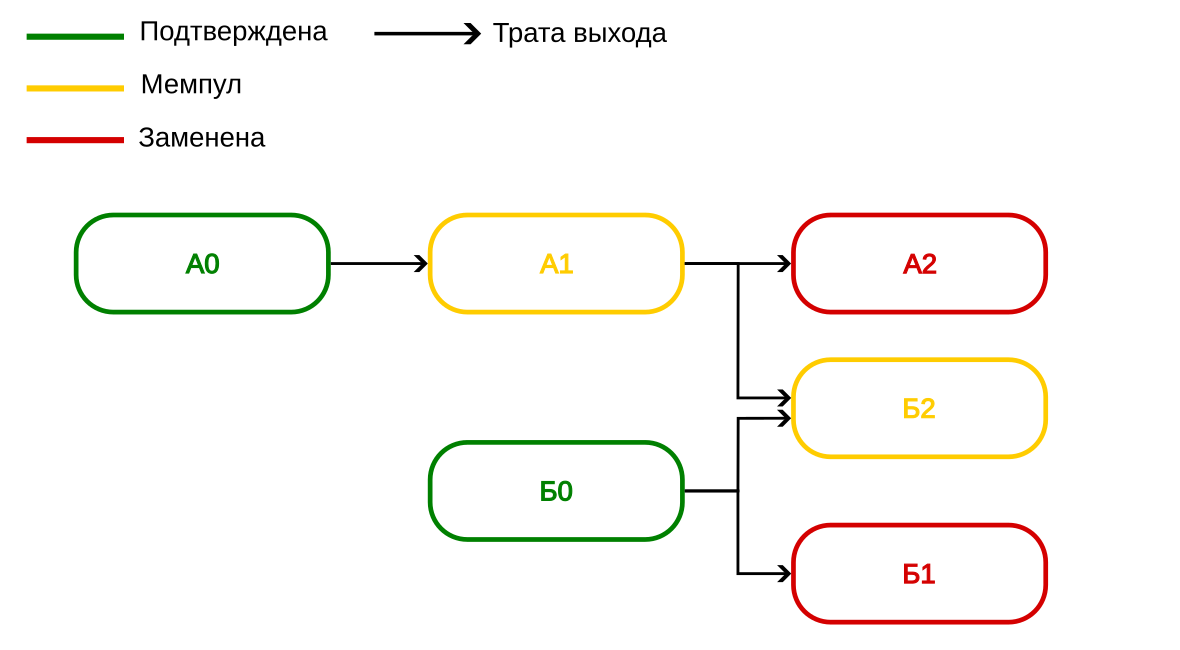 Подтверждена
Трата выхода
Мемпул
Заменена
А0
А1
А2
Б2
Б0
Б1